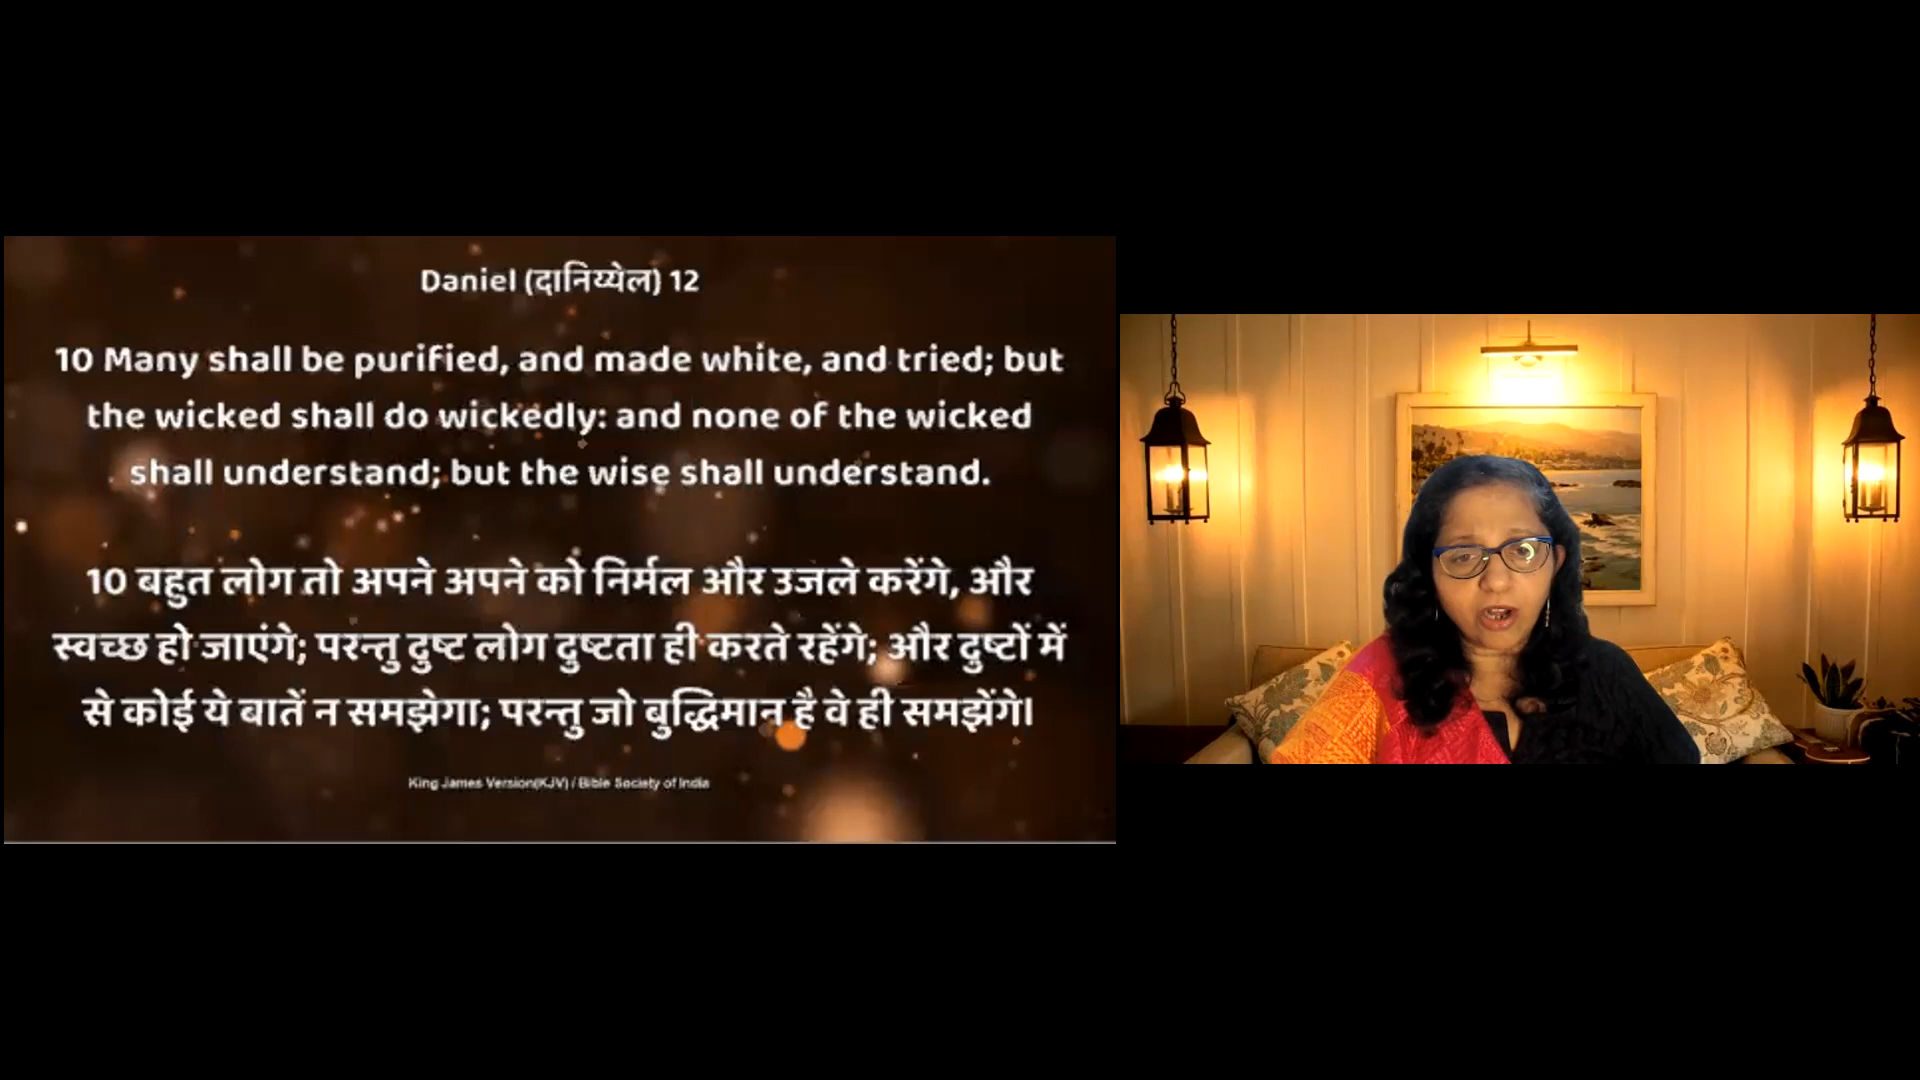 Daniel (दानिय्येल) 12
10 Many shall be purified, and made white, and tried; but
the wicked shall do wickedly: and none of the wicked
shall understand; but the wise shall understand.
10 बहुत लोग तो अपने अपने को निर्मल और उजले करेंगे, और
स्वच्छ हो जाएंगे; परन्तु दुष्ट लोग दुष्टता ही करते रहेंगे; और दुष्टों में
से कोई ये बातें न समझेगा; परन्तु जो बुद्धिमान है वे ही समझेंगे।
King James Version(KJV) / Bible Society of India